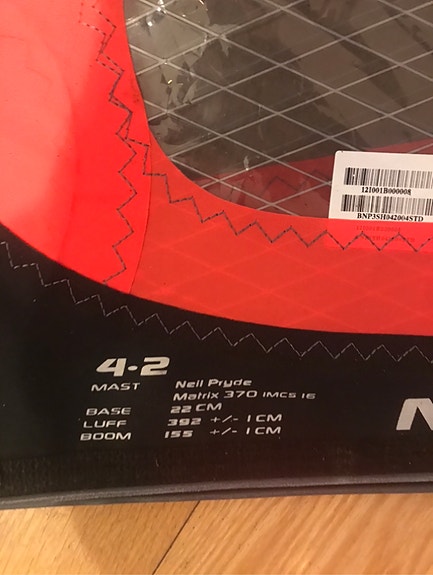 121001B000008
BNP3SH042004STD
4.2
MAST Neil Pryde
Matrix 370 IMCS 16
BASE 22 CM
LUFF 392 +/- 1 CM
BOOM 155 +/- 1 CM
N